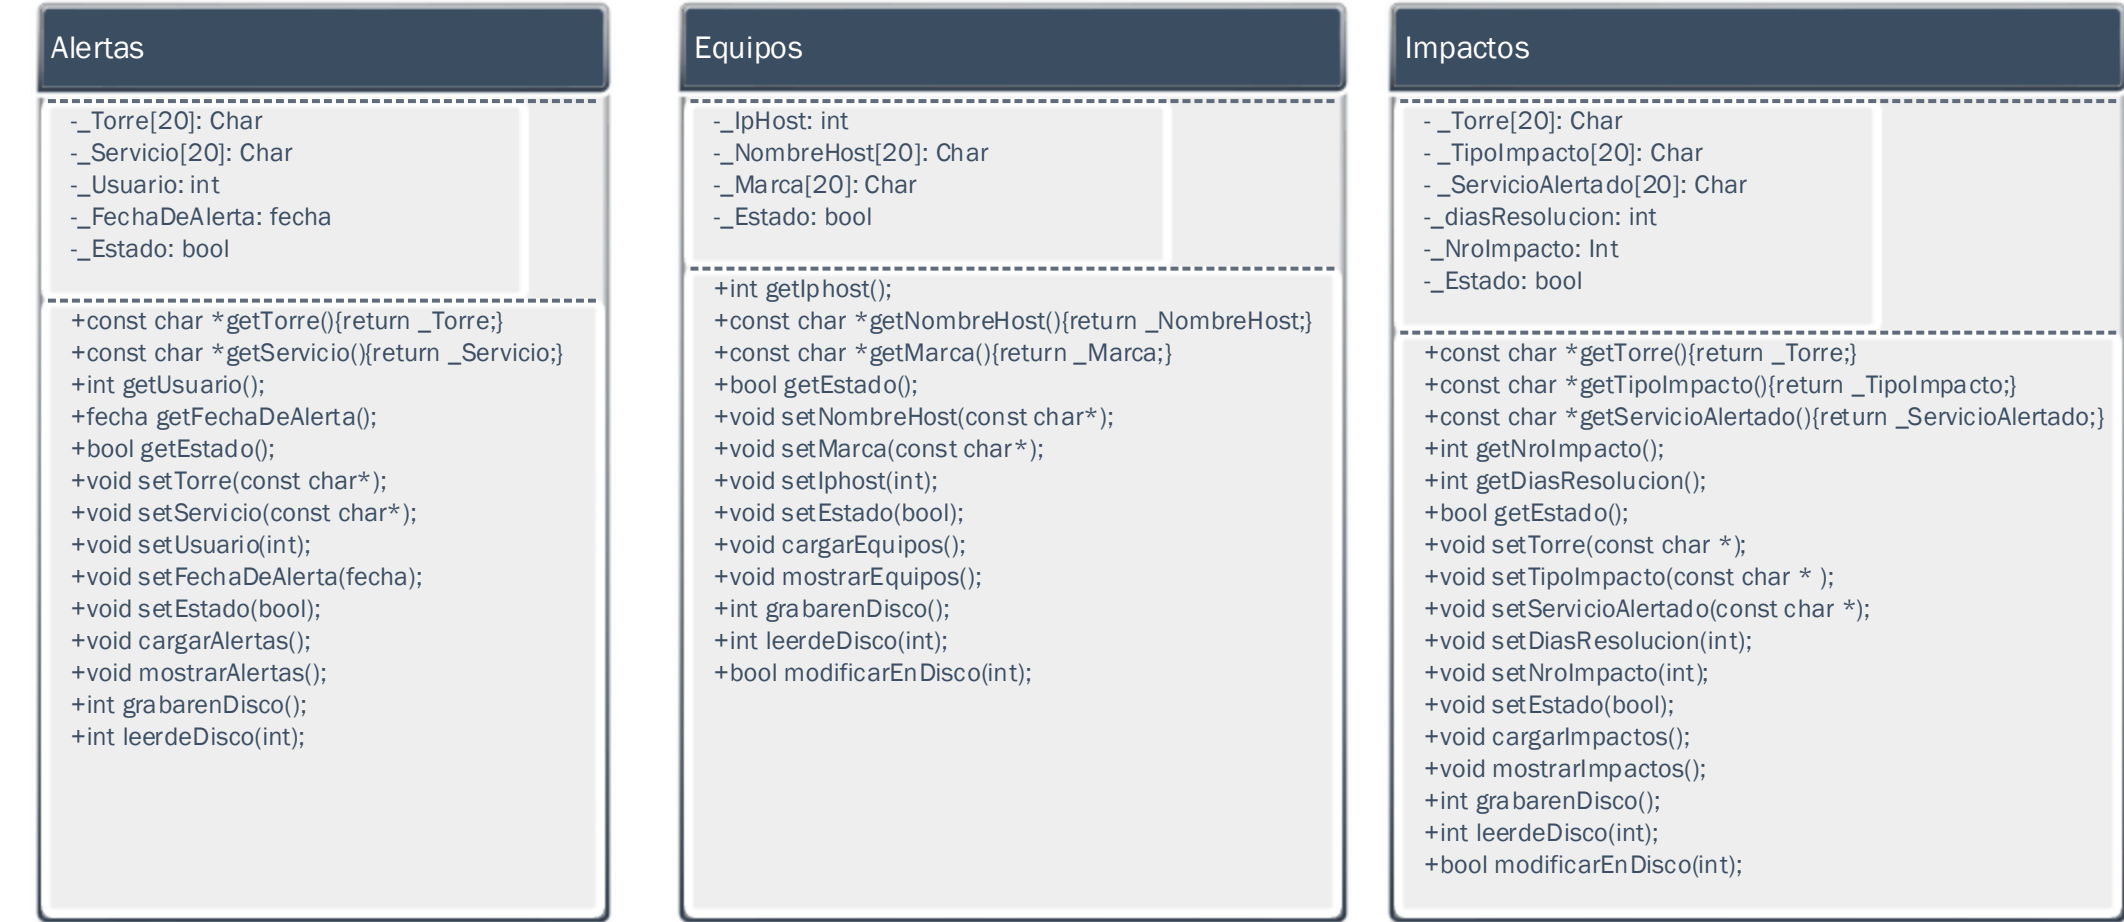 Alertas
-_Torre[20]: Char
-_Servicio[20]: Char
-_Usuario: int
-_FechaDeAlerta: fecha
-_Estado: bool
+const char *getTorre(){return _Torre;}
+const char *getServicio(){return _Servicio;}
+int getUsuario();
+fecha getFechaDeAlerta();
+bool getEstado();
+void setTorre(const char*);
+void setServicio(const char*);
+void setUsuario(int);
+void setFechaDeAlerta(fecha);
+void setEstado(bool);
+void cargarAlertas();
+void mostrarAlertas();
+int grabarenDisco();
+int leerdeDisco(int);
Equipos
-_IpHost: int
-_NombreHost[20]: Char
-_Marca[20]: Char
-_Estado: bool
+int getIphost();
+const char *getNombreHost(){return _NombreHost;}
+const char *getMarca(){return _Marca;}
+bool getEstado();
+void setNombreHost(const char*);
+void setMarca(const char*);
+void setIphost(int);
+void setEstado(bool);
+void cargarEquipos();
+void mostrarEquipos();
+int grabarenDisco();
+int leerdeDisco(int);
+bool modificarEnDisco(int);
Impactos
- _Torre[20]: Char
- _TipoImpacto[20]: Char
- _ServicioAlertado[20]: Char
-_diasResolucion: int
-_NroImpacto: Int
-_Estado: bool
+const char *getTorre(){return _Torre;}
+const char *getTipoImpacto(){return _TipoImpacto;}
+const char *getServicioAlertado(){return _ServicioAlertado;}
+int getNroImpacto();
+int getDiasResolucion();
+bool getEstado();
+void setTorre(const char *);
+void setTipoImpacto(const char * );
+void setServicioAlertado(const char *);
+void setDiasResolucion(int);
+void setNroImpacto(int);
+void setEstado(bool);
+void cargarImpactos();
+void mostrarImpactos();
+int grabarenDisco();
+int leerdeDisco(int);
+bool modificarEnDisco(int);